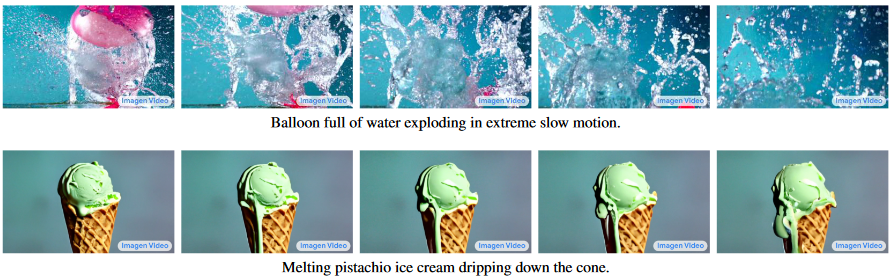 Imagen Video Imagen Video Imagen Video Imagen Video Imagen Video
Balloon full of water exploding in extreme slow motion.
Imagen Video Imagen Video Imagen Video Imagen Video Imagen Video
Melting pistachio ice cream dripping down the cone.